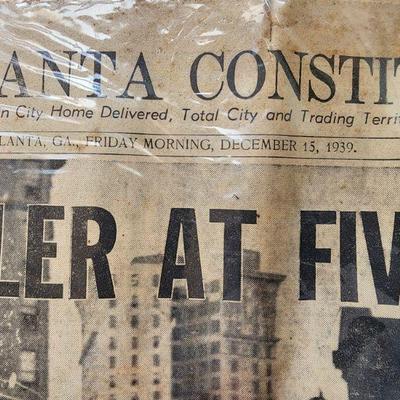 ANTA CONSTIT
n City Home Delivered, Total City and Trading Territ
LANTA, GA., FRIDAY MORNING, DECEMBER 15, 1939.
LER AT FIV